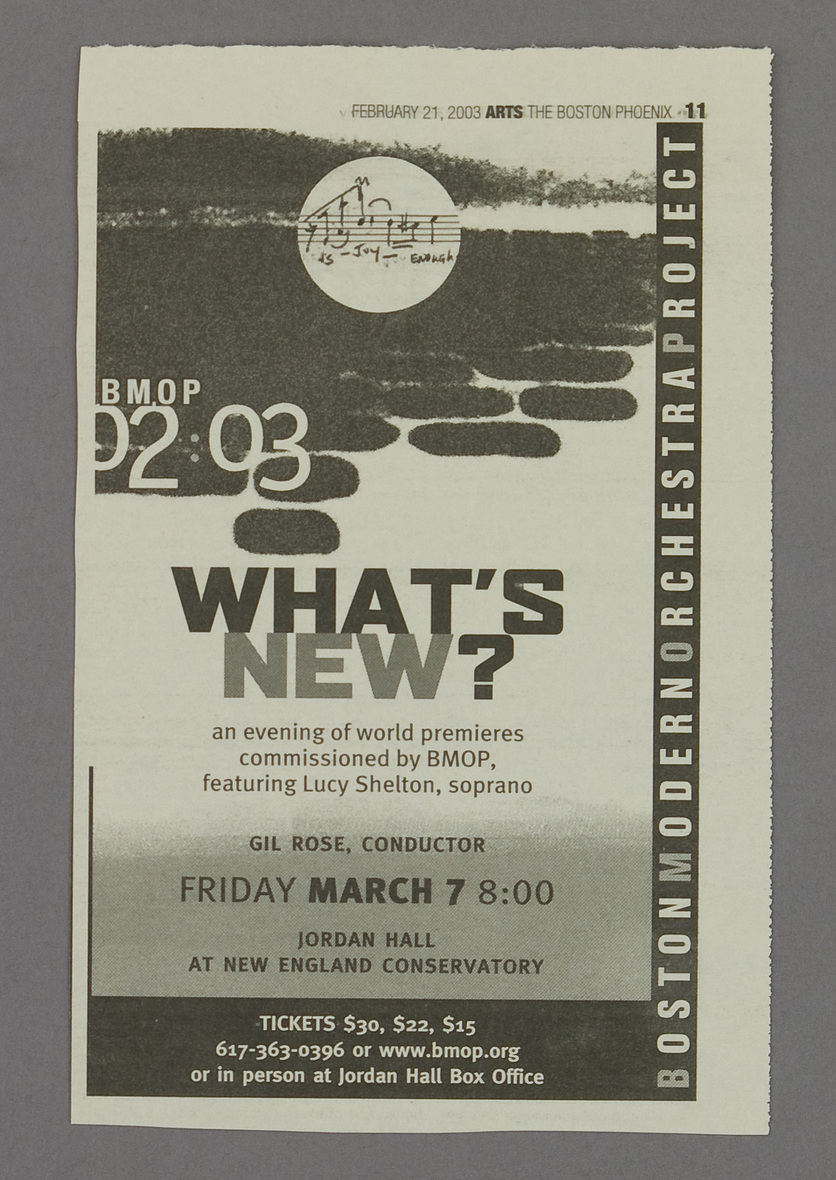 FEBRUARY 21, 2003 ARTS THE BOSTON PHOENIX 11
IS - JOY - ENOUGH
BMOP
02:03
WHAT'S
NEW?
an evening of world premieres
commissioned by BMOP,
featuring Lucy Shelton, soprano
GIL ROSE, CONDUCTOR
FRIDAY MARCH 7 8:00
JORDAN HALL
AT NEW ENGLAND CONSERVATORY
TICKETS $30, $22, $15
617-363-0396 or www.bmop.org
or in person at Jordan Hall Box Office
BOSTONMODERNORCHESTRAPROJECT